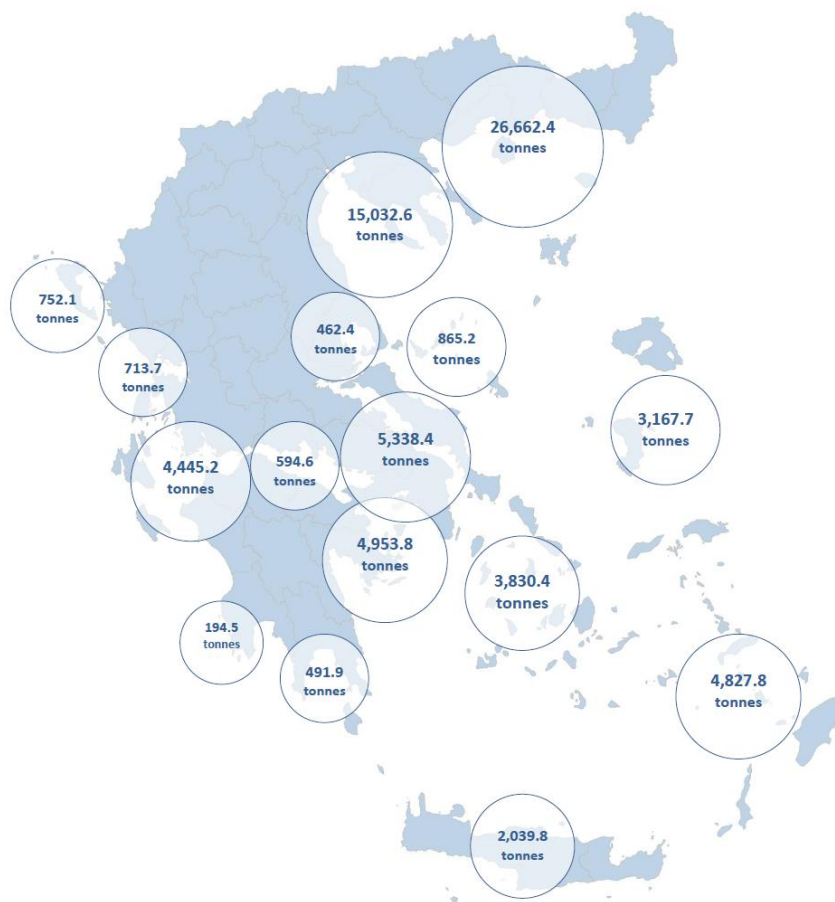 26,662.4
tonnes
15,032.6
tonnes
752.1
tonnes
462.4
tonnes
865.2
tonnes
713.7
tonnes
3,167.7
tonnes
5,338.4
tonnes
4,445.2
tonnes
594.6
tonnes
4,953.8
tonnes
3,830.4
tonnes
194.5
tonnes
491.9
tonnes
4,827.8
tonnes
2,039.8
tonnes